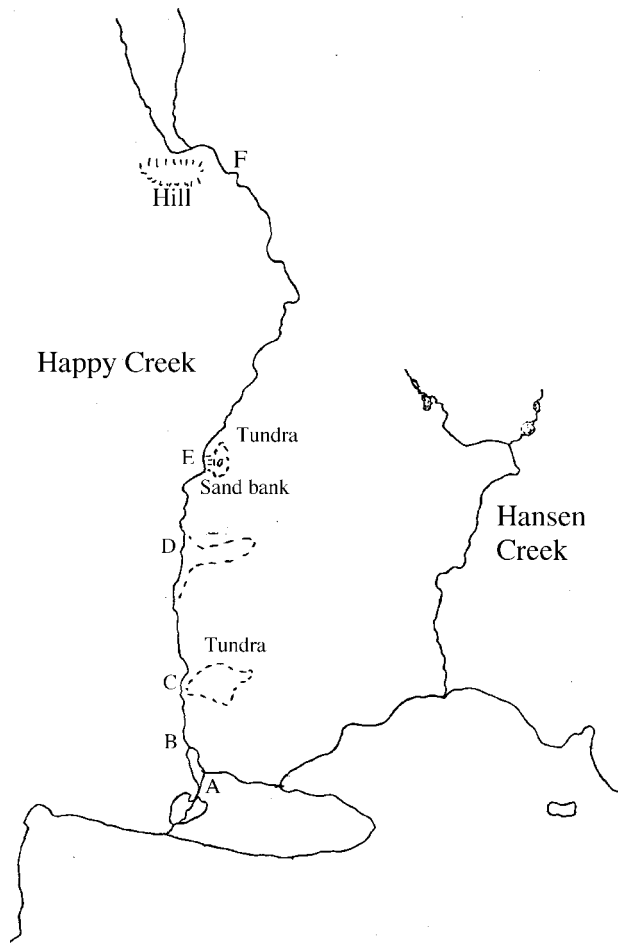 F
Hill
Happy Creek
Tundra
E
Sand bank
Hansen
Creek
D
Tundra
C
B
A